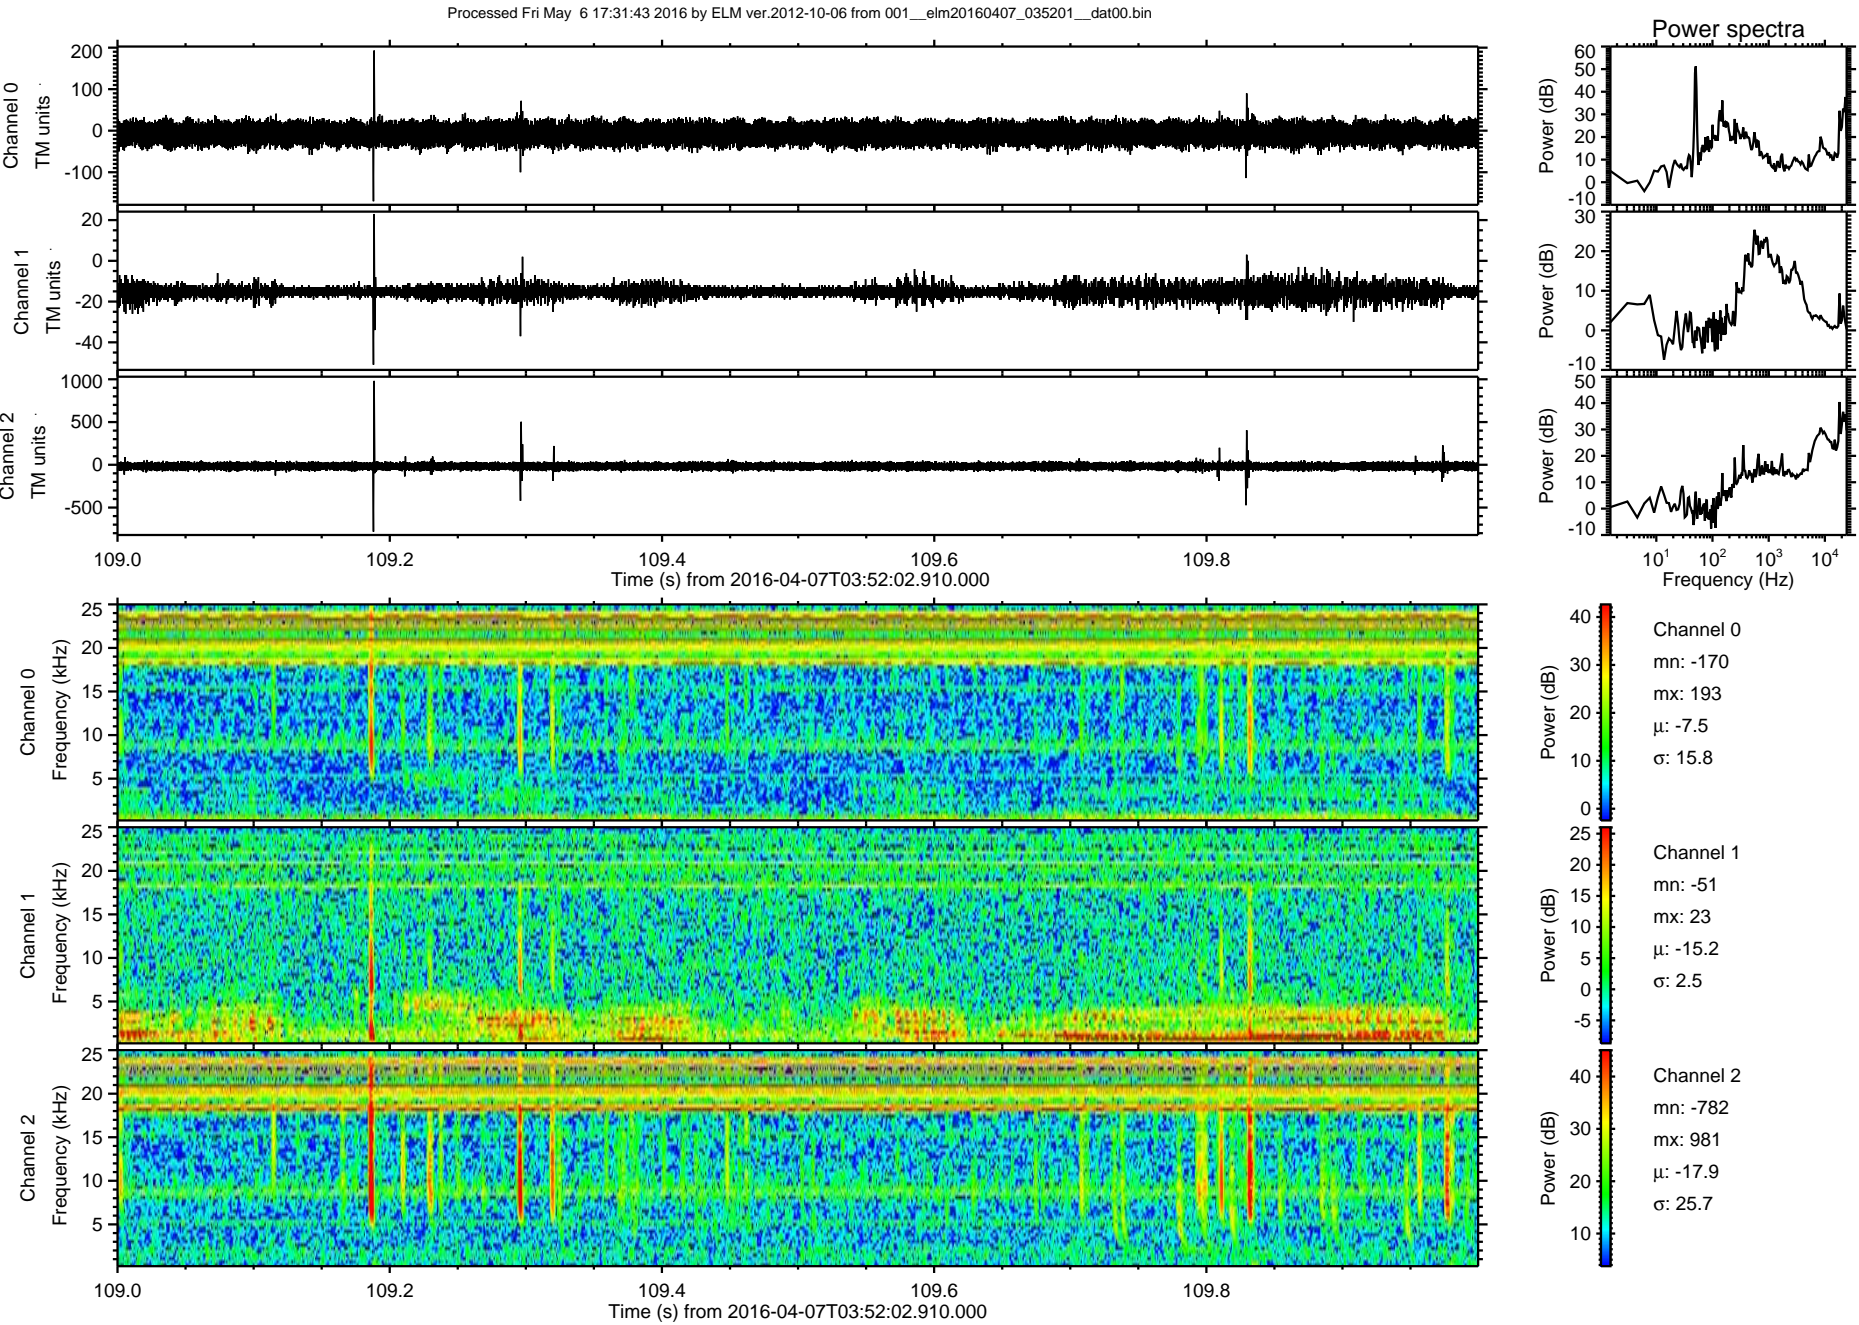 Processed Fri May  6 17:31:43 2016 by ELM ver.2012-10-06 from 001__elm20160407_035201__dat00.bin
Power spectra
Channel 0
TM units
200
100
0
-100
Power (dB)
60
50
40
30
20
10
0
-10
Channel 1
TM units
20
0
-20
-40
Power (dB)
30
20
10
0
-10
Channel 2
TM units
1000
500
0
-500
Power (dB)
50
40
30
20
10
0
-10
109.0 109.2 109.4 109.6 109.8
Time (s) from 2016-04-07T03:52:02.910.000
10^1 10^2 10^3 10^4
Frequency (Hz)
Channel 0
Frequency (kHz)
25
20
15
10
5
Power (dB)
40
30
20
10
0
Channel 0
mn: -170
mx: 193
μ: -7.5
σ: 15.8
Channel 1
Frequency (kHz)
25
20
15
10
5
Power (dB)
25
20
15
10
5
0
-5
Channel 1
mn: -51
mx: 23
μ: -15.2
σ: 2.5
Channel 2
Frequency (kHz)
25
20
15
10
5
Power (dB)
40
30
20
10
Channel 2
mn: -782
mx: 981
μ: -17.9
σ: 25.7
109.0 109.2 109.4 109.6 109.8
Time (s) from 2016-04-07T03:52:02.910.000